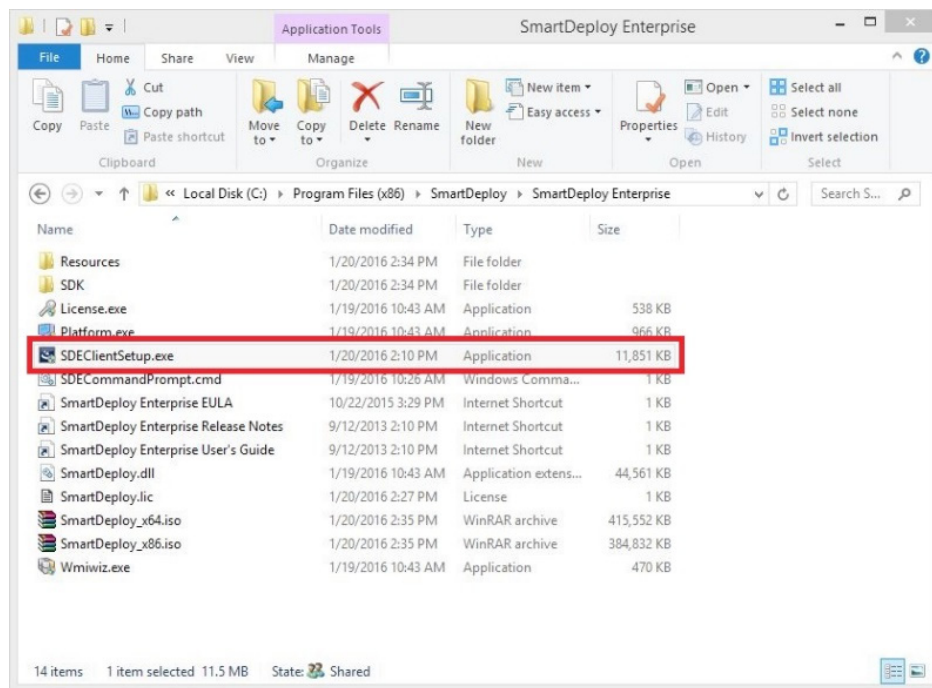 Application Tools SmartDeploy Enterprise
File Home Share View Manage
Copy
Paste
Cut
Copy path
Paste shortcut
Clipboard
Move to
Copy to
Delete
Rename
Organize
New folder
New item
Easy access
New
Properties
Open
Edit
History
Open
Select all
Select none
Invert selection
Select
« Local Disk (C:) Program Files (x86) SmartDeploy SmartDeploy Enterprise Search S...
Name Date modified Type Size
Resources 1/20/2016 2:34 PM File folder
SDK 1/20/2016 2:34 PM File folder
License.exe 1/19/2016 10:43 AM Application 538 KB
Platform.exe 1/19/2016 10:43 AM Application 966 KB
SDEClientSetup.exe 1/20/2016 2:10 PM Application 11,851 KB
SDECommandPrompt.cmd 1/19/2016 10:26 AM Windows Comma... 1 KB
SmartDeploy Enterprise EULA 10/22/2015 3:29 PM Internet Shortcut 1 KB
SmartDeploy Enterprise Release Notes 9/12/2013 2:10 PM Internet Shortcut 1 KB
SmartDeploy Enterprise User's Guide 9/12/2013 2:10 PM Internet Shortcut 1 KB
SmartDeploy.dll 1/19/2016 10:43 AM Application extens... 44,561 KB
SmartDeploy.lic 1/20/2016 2:27 PM License 1 KB
SmartDeploy_x64.iso 1/20/2016 2:35 PM WinRAR archive 415,552 KB
SmartDeploy_x86.iso 1/20/2016 2:35 PM WinRAR archive 384,832 KB
Wmiwiz.exe 1/19/2016 10:43 AM Application 470 KB
14 items 1 item selected 11.5 MB State: Shared